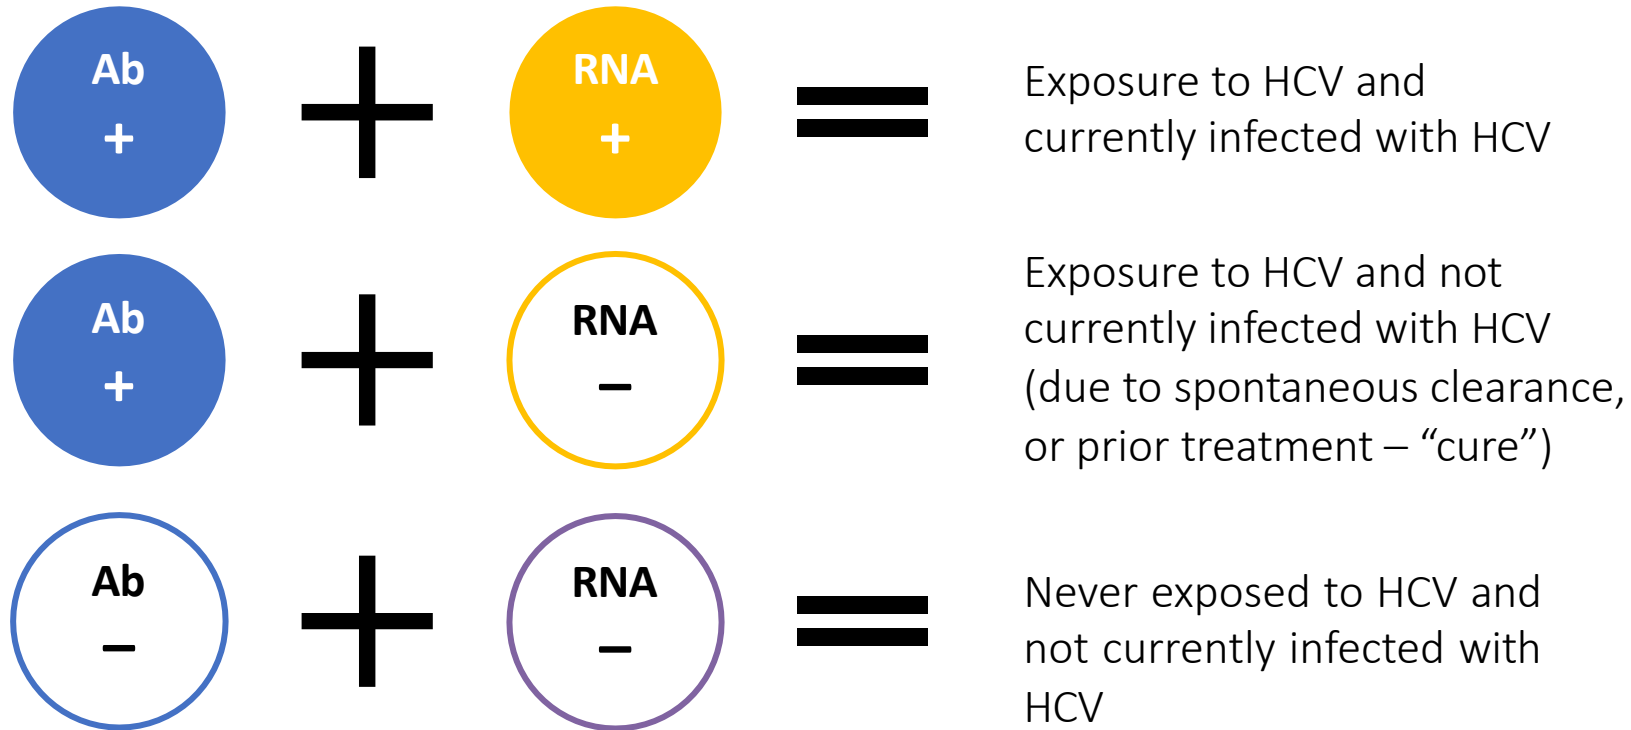 Ab
+
RNA
+
Exposure to HCV and
currently infected with HCV
Ab
+
RNA
–
Exposure to HCV and not
currently infected with HCV
(due to spontaneous clearance,
or prior treatment – “cure”)
Ab
–
RNA
–
Never exposed to HCV and
not currently infected with
HCV